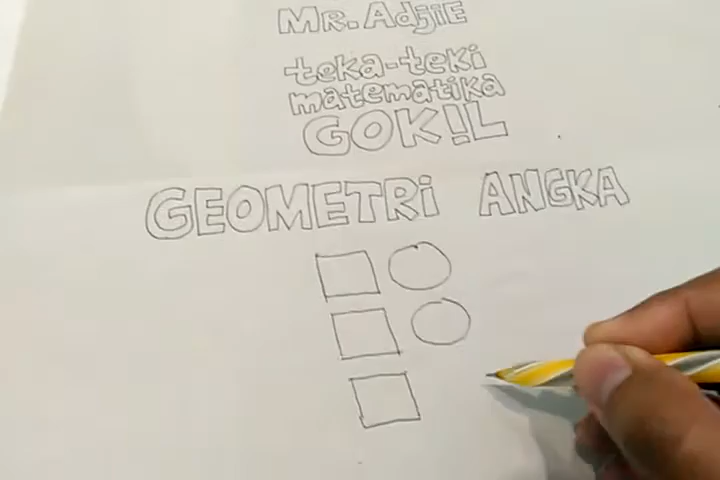 MR. AdjiE
teka-teki
matematika
GOK!L
GEOMETRi ANGKA